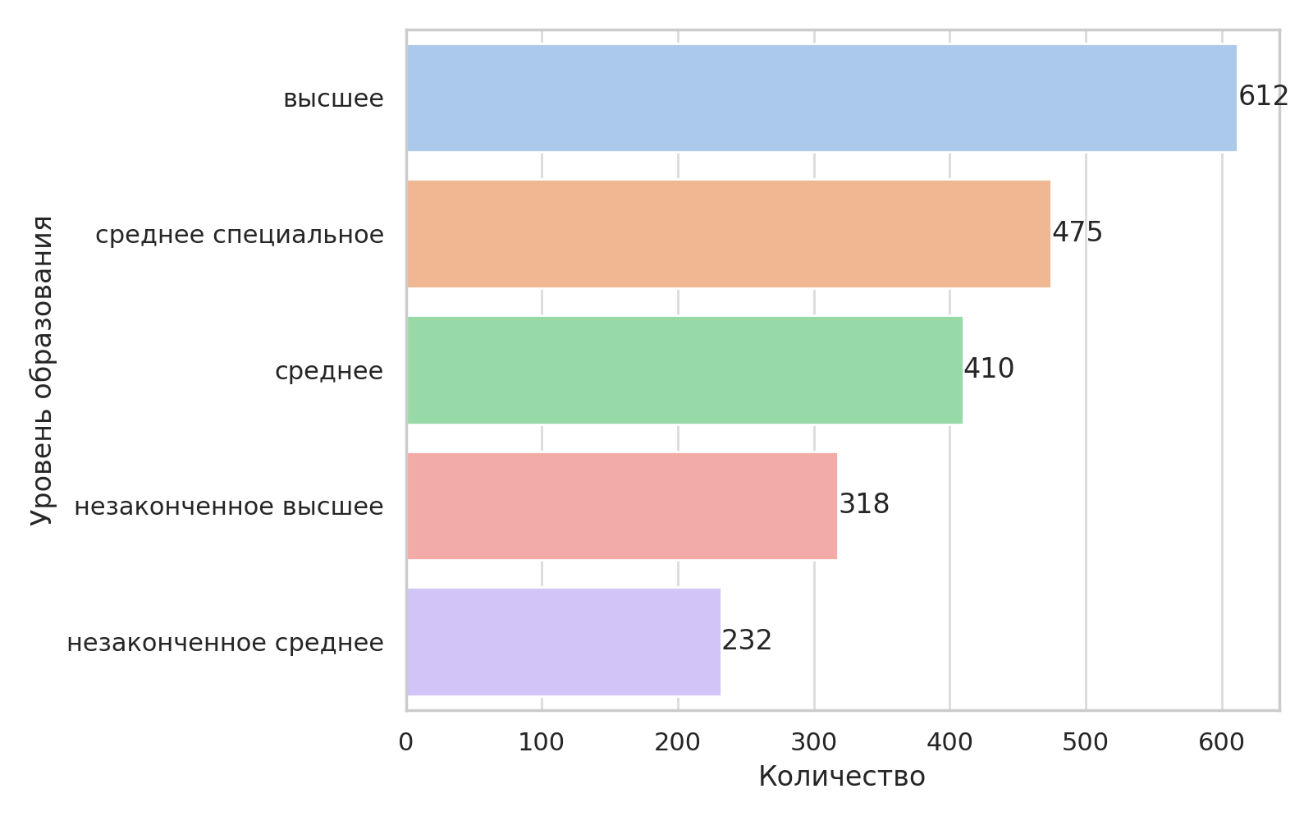 Уровень образования
высшее
612
среднее специальное
475
среднее
410
незаконченное высшее
318
незаконченное среднее
232
0 100 200 300 400 500 600
Количество